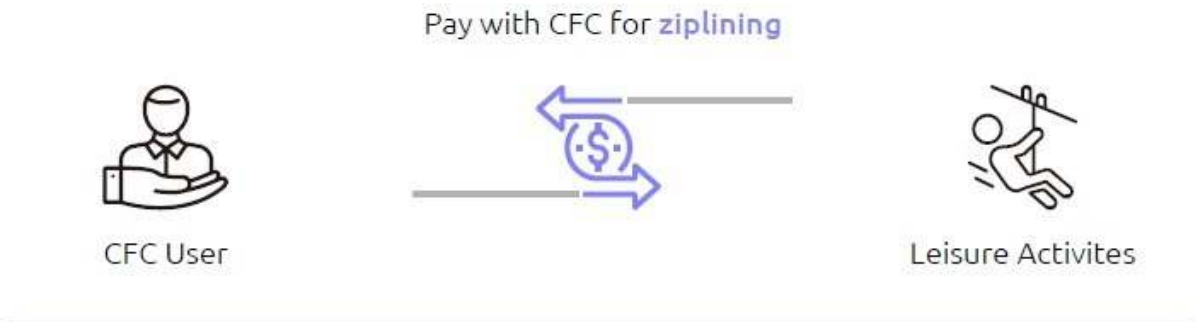 Pay with CFC for ziplining
$
CFC User
Leisure Activites